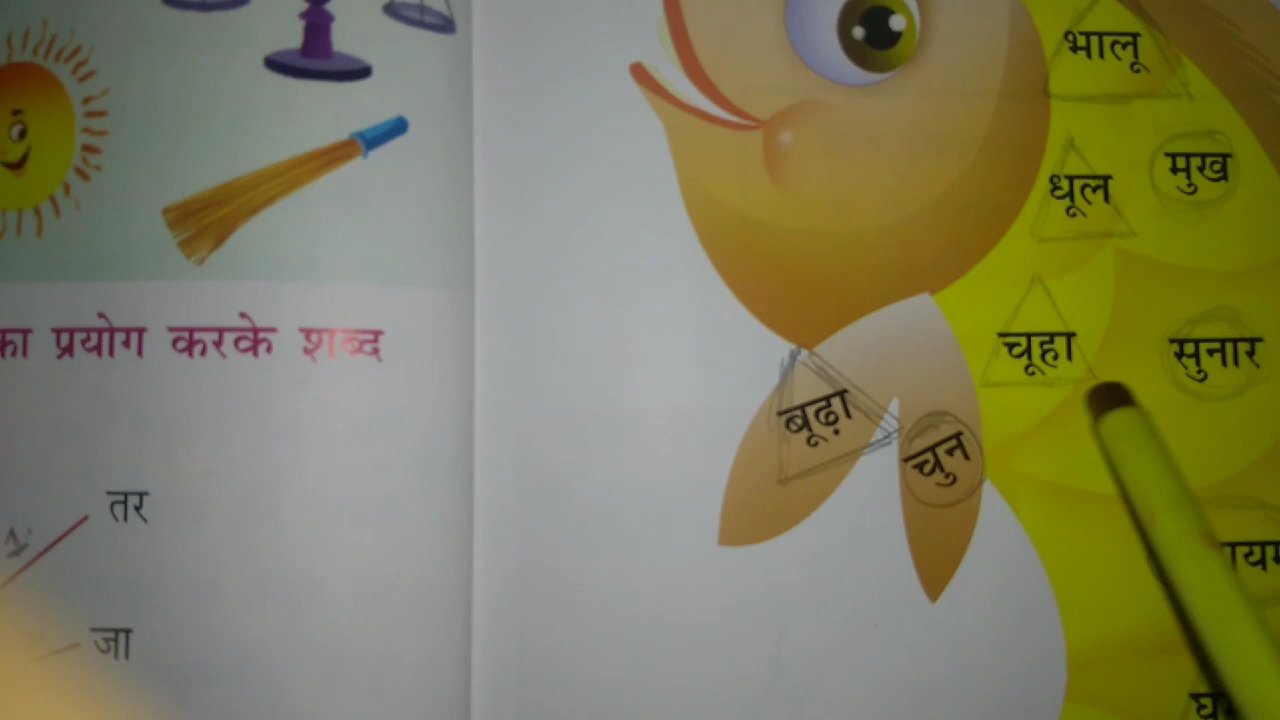 का प्रयोग करके शब्द
तर
जा
भालू
धूल
मुख
चूहा
सुनार
बूढ़ा
चुन